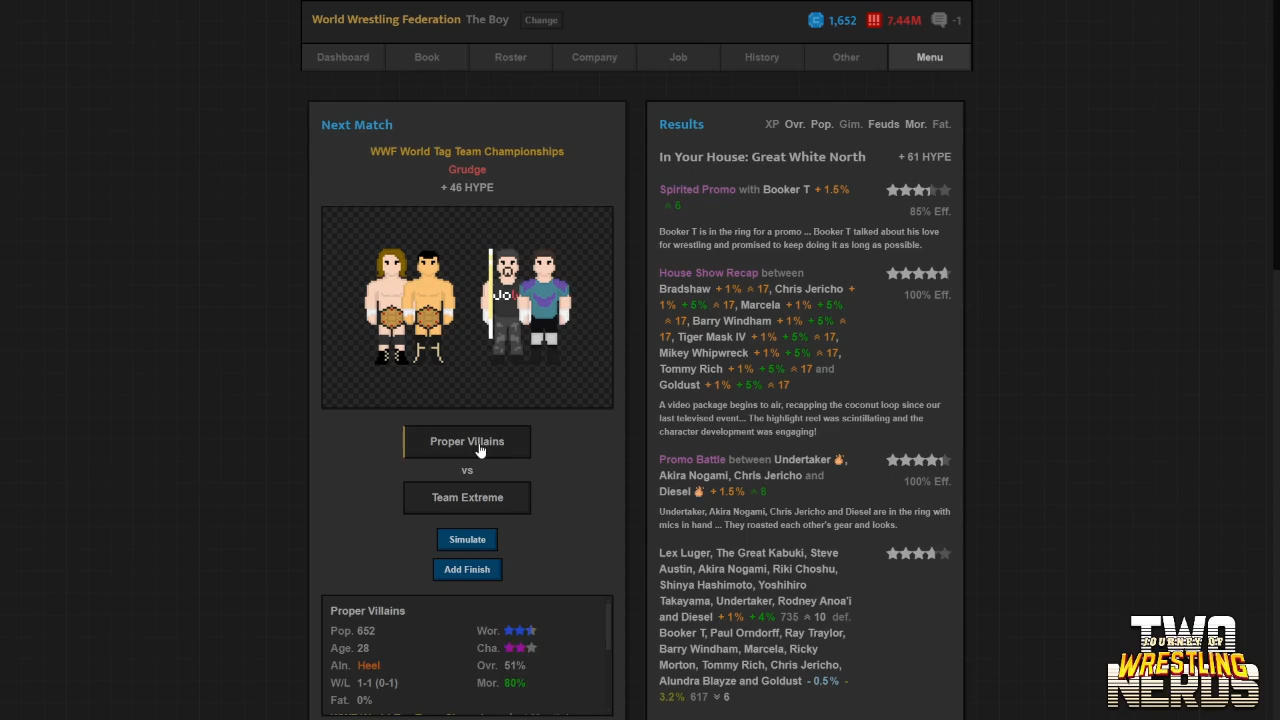 World Wrestling Federation The Boy Change
1,652 7.44M -1
Dashboard Book Roster Company Job History Other Menu
Next Match
WWF World Tag Team Championships
Grudge
+ 46 HYPE
Proper Villains
vs
Team Extreme
Simulate
Add Finish
Proper Villains
Pop. 652 Wor.
Age. 28 Cha.
Aln. Heel Ovr. 51%
W/L 1-1 (0-1) Mor. 80%
Fat. 0%
Results XP Ovr. Pop. Gim. Feuds Mor. Fat.
In Your House: Great White North + 61 HYPE
Spirited Promo with Booker T + 1.5%
6
85% Eff.
Booker T is in the ring for a promo ... Booker T talked about his love
for wrestling and promised to keep doing it as long as possible.
House Show Recap between
Bradshaw + 1% 17, Chris Jericho +
100% Eff.
1% + 5% 17, Marcela + 1% + 5%
17, Barry Windham + 1% + 5%
17, Tiger Mask IV + 1% + 5% 17,
Mikey Whipwreck + 1% + 5% 17,
Tommy Rich + 1% + 5% 17 and
Goldust + 1% + 5% 17
A video package begins to air, recapping the coconut loop since our
last televised event... The highlight reel was scintillating and the
character development was engaging!
Promo Battle between Undertaker,
Akira Nogami, Chris Jericho and
100% Eff.
Diesel + 1.5% 8
Undertaker, Akira Nogami, Chris Jericho and Diesel are in the ring with
mics in hand ... They roasted each other's gear and looks.
Lex Luger, The Great Kabuki, Steve
Austin, Akira Nogami, Riki Choshu,
Shinya Hashimoto, Yoshihiro
Takayama, Undertaker, Rodney Anoa'i
and Diesel + 1% + 4% 735 10 def.
Booker T, Paul Orndorff, Ray Traylor,
Barry Windham, Marcela, Ricky
Morton, Tommy Rich, Chris Jericho,
Alundra Blayze and Goldust - 0.5% -
3.2% 617 6
TWO
JOURNEY OF
WRESTLING
NERDS